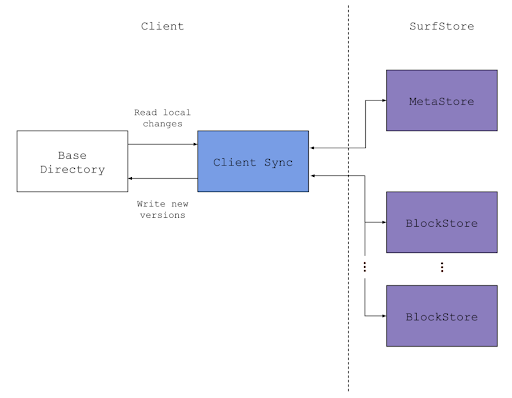 Client
SurfStore
MetaStore
Read local
changes
Base
Directory
Client Sync
Write new
versions
BlockStore
BlockStore